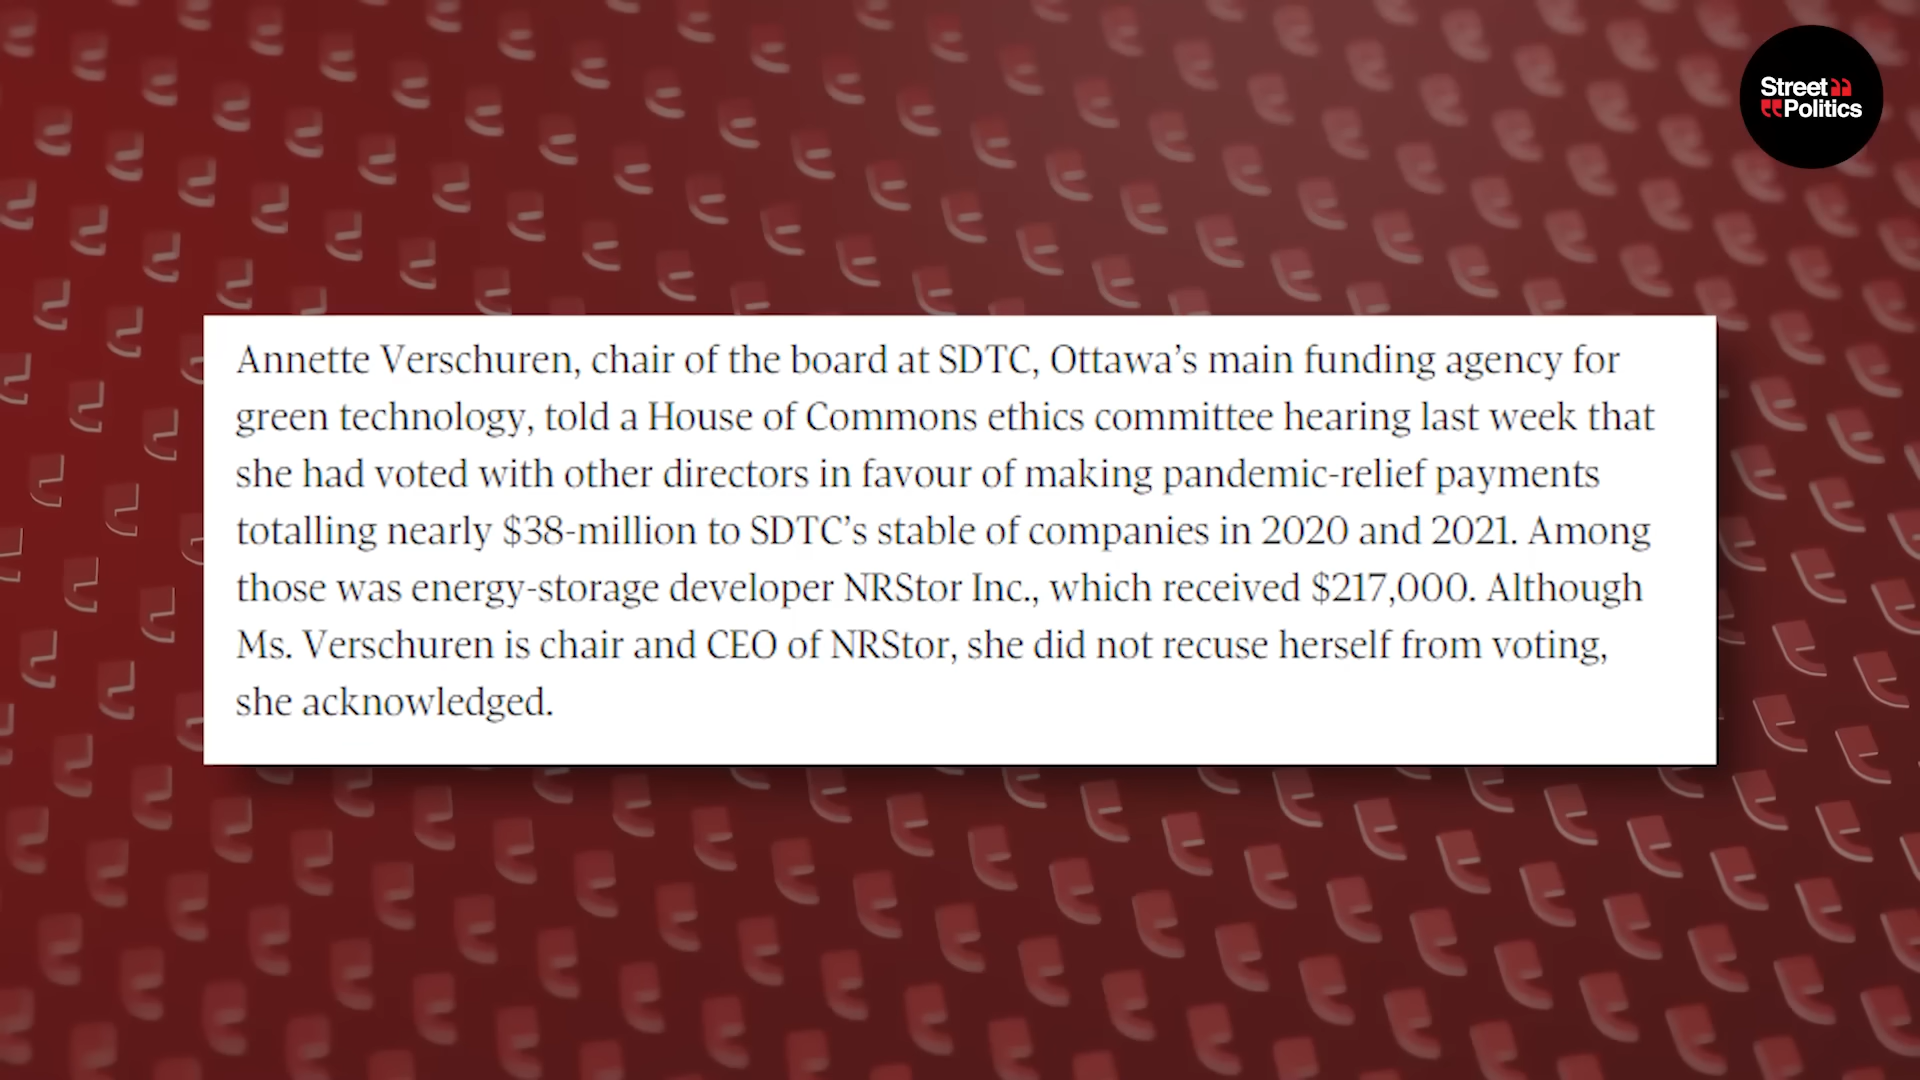 Street
Politics
Annette Verschuren, chair of the board at SDTC, Ottawa’s main funding agency for
green technology, told a House of Commons ethics committee hearing last week that
she had voted with other directors in favour of making pandemic-relief payments
totalling nearly $38-million to SDTC’s stable of companies in 2020 and 2021. Among
those was energy-storage developer NRStor Inc., which received $217,000. Although
Ms. Verschuren is chair and CEO of NRStor, she did not recuse herself from voting,
she acknowledged.